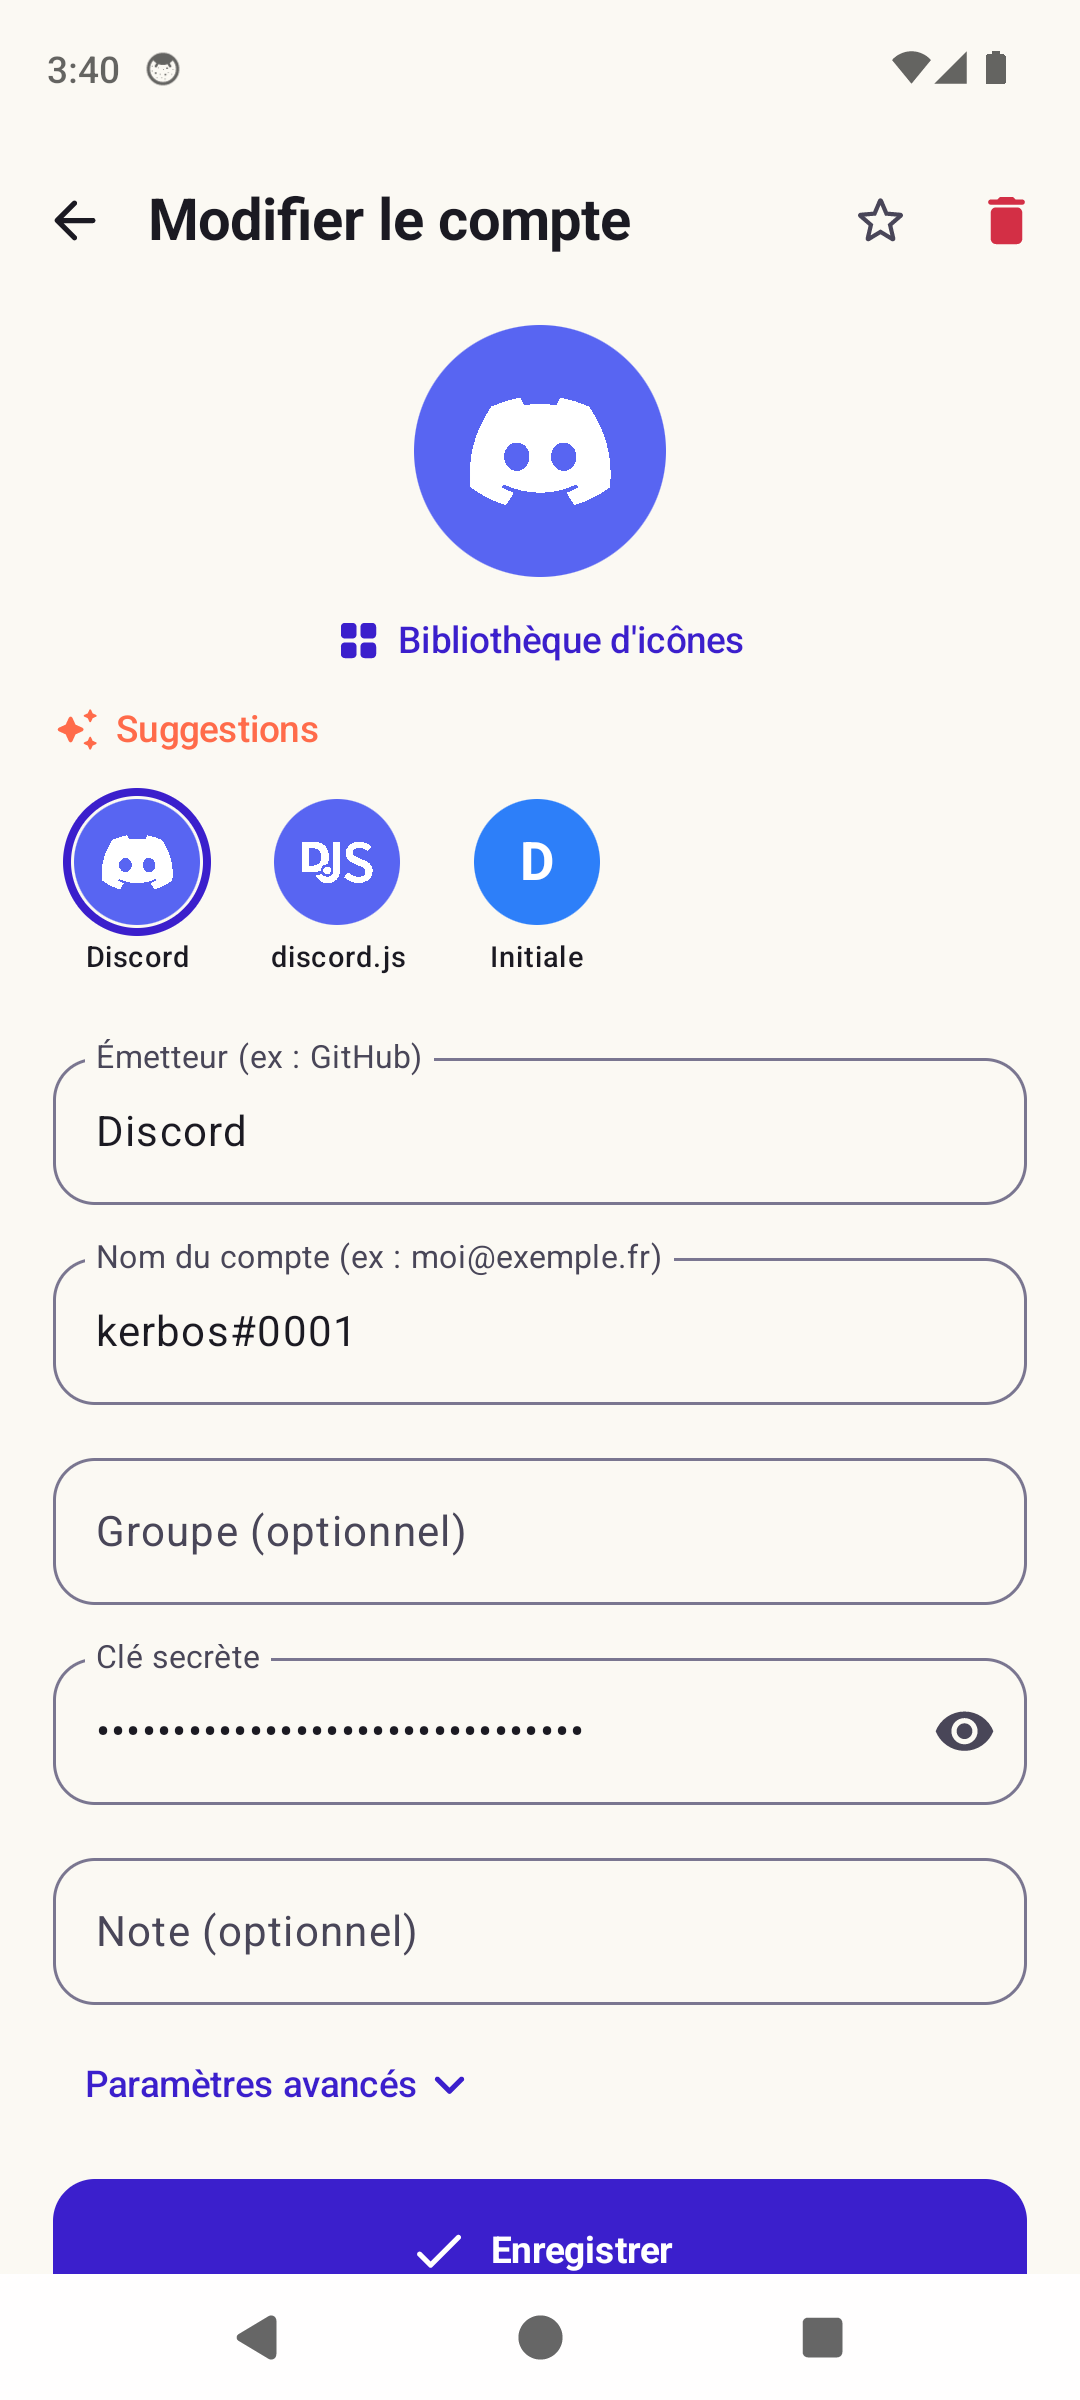 3:40
Modifier le compte
Bibliothèque d'icônes
Suggestions
DJS
D
Discord
discord.js
Initiale
Émetteur (ex : GitHub)
Discord
Nom du compte (ex : moi@exemple.fr)
kerbos#0001
Groupe (optionnel)
Clé secrète
••••••••••••••••••••••••••••••••
Note (optionnel)
Paramètres avancés
Enregistrer